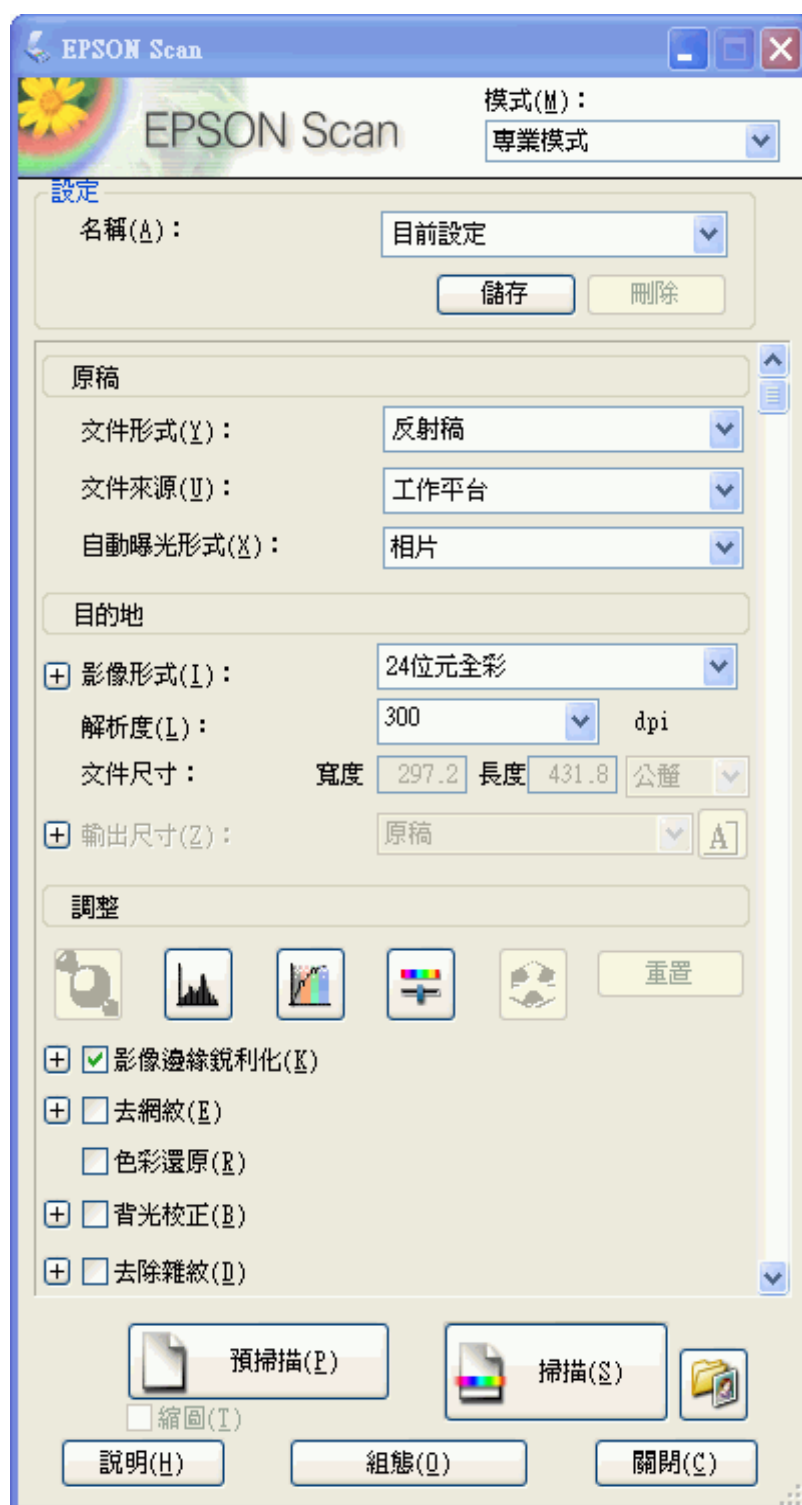 EPSON Scan
EPSON Scan
模式(M)：
專業模式
設定
名稱(A)：
目前設定
儲存
刪除
原稿
文件形式(Y)：
反射稿
文件來源(U)：
工作平台
自動曝光形式(X)：
相片
目的地
影像形式(I)：
24位元全彩
解析度(L)：
300
dpi
文件尺寸：
寬度
297.2
長度
431.8
公釐
輸出尺寸(Z)：
原稿
A
調整
重置
影像邊緣銳利化(K)
去網紋(E)
色彩還原(R)
背光校正(B)
去除雜紋(D)
預掃描(P)
掃描(S)
縮圖(T)
說明(H)
組態(O)
關閉(C)